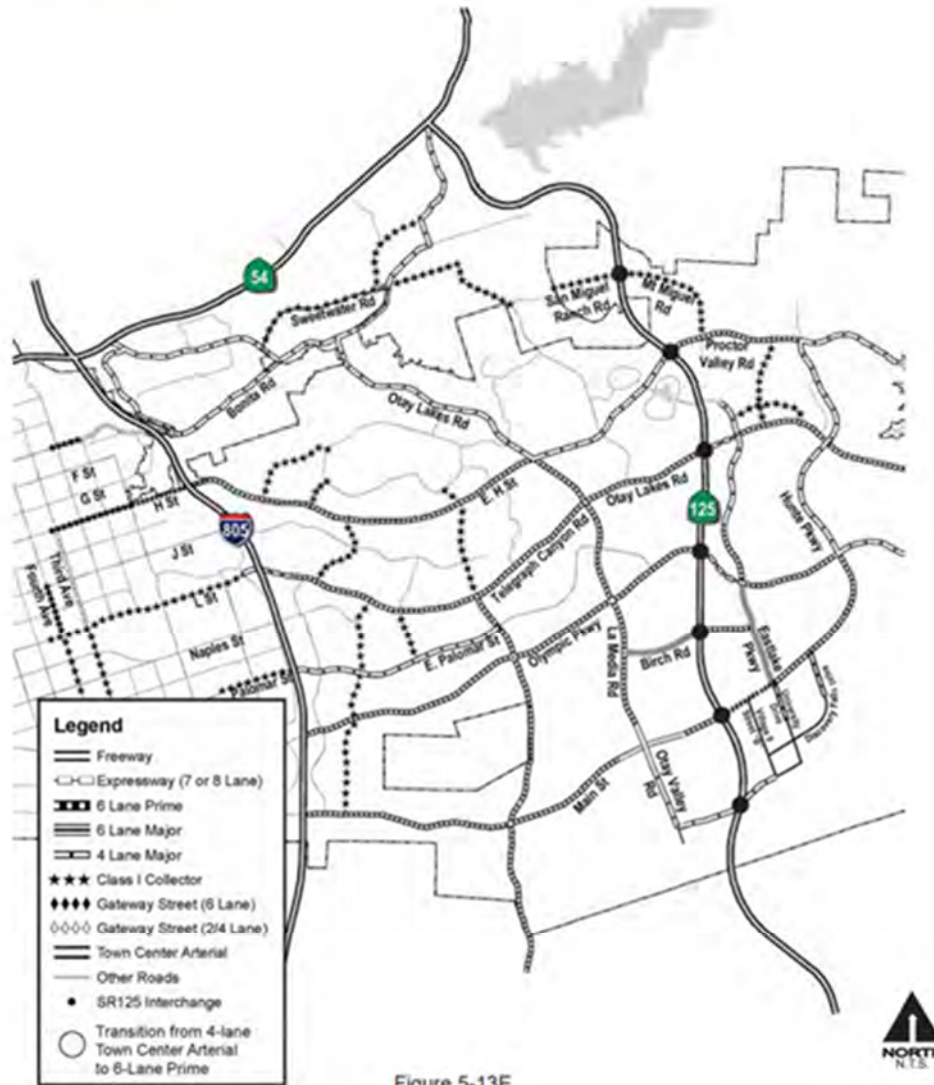 54
Sweetwater Rd
San Miguel
Ranch Rd
Mt Miguel
Rd
Proctor
Valley Rd
Bonita Rd
Otay Lakes Rd
F St
G St
H St
E. H St
Otay Lakes Rd
125
Hunte Pkwy
805
J St
Third Ave
Fourth Ave
L St
Telegraph Canyon Rd
Naples St
E. Palomar St
Olympic Pkwy
La Media Rd
Birch Rd
Eastlake
Pkwy
Palomar St
Main St
Otay Valley
Rd
Legend
Freeway
Expressway (7 or 8 Lane)
6 Lane Prime
6 Lane Major
4 Lane Major
Class I Collector
Gateway Street (6 Lane)
Gateway Street (2/4 Lane)
Town Center Arterial
Other Roads
SR125 Interchange
Transition from 4-lane
Town Center Arterial
to 6-Lane Prime
NORTH
N.T.S.
Figure 5-13E